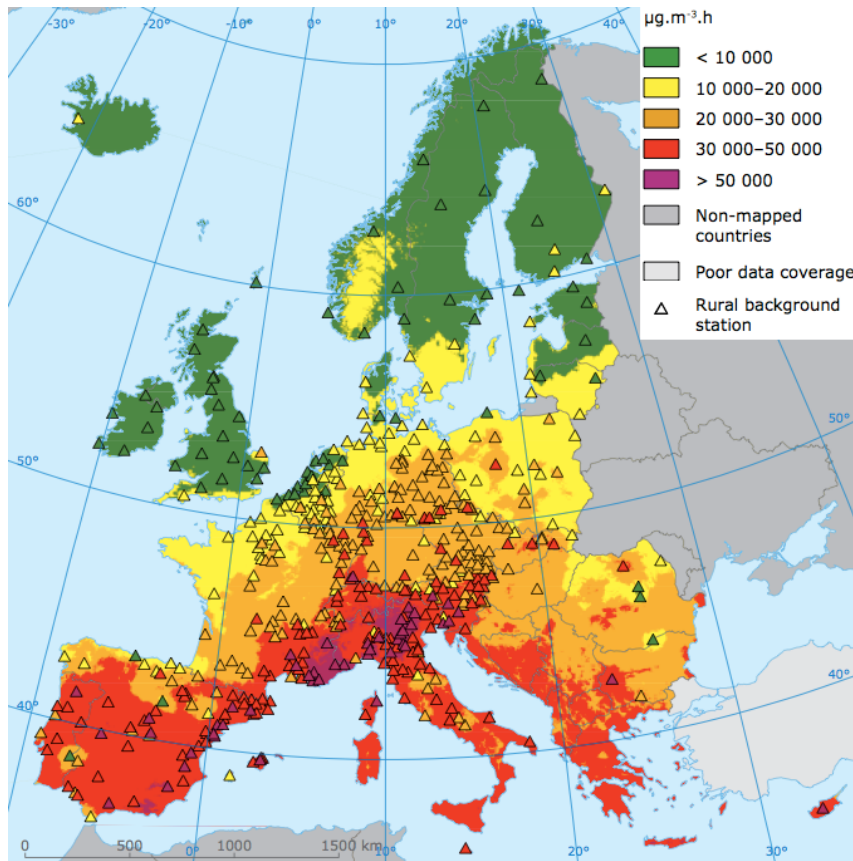 -30° -20° -10° 0° 10° 20° 30° 40°
µg.m⁻³.h
< 10 000
10 000–20 000
20 000–30 000
30 000–50 000
> 50 000
Non-mapped
countries
Poor data coverage
Rural background
station
60°
50°
50°
40°
40°
0 500 1000 1500 km
0° 10° 20° 30°